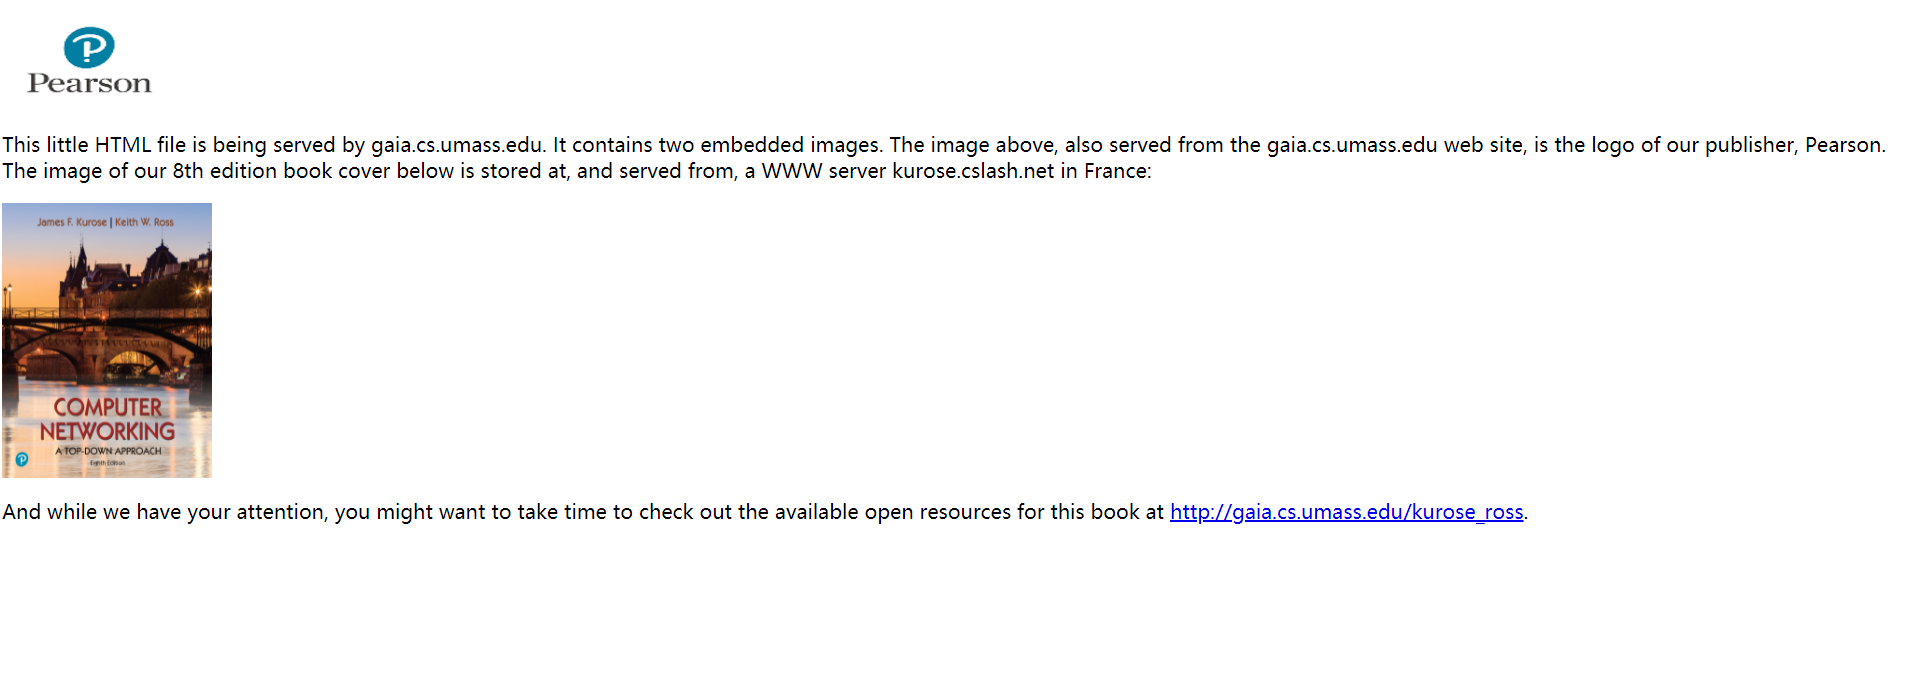 Pearson
This little HTML file is being served by gaia.cs.umass.edu. It contains two embedded images. The image above, also served from the gaia.cs.umass.edu web site, is the logo of our publisher, Pearson.
The image of our 8th edition book cover below is stored at, and served from, a WWW server kurose.cslash.net in France:
James F. Kurose | Keith W. Ross
COMPUTER
NETWORKING
A TOP-DOWN APPROACH
Eighth Edition
And while we have your attention, you might want to take time to check out the available open resources for this book at http://gaia.cs.umass.edu/kurose_ross.